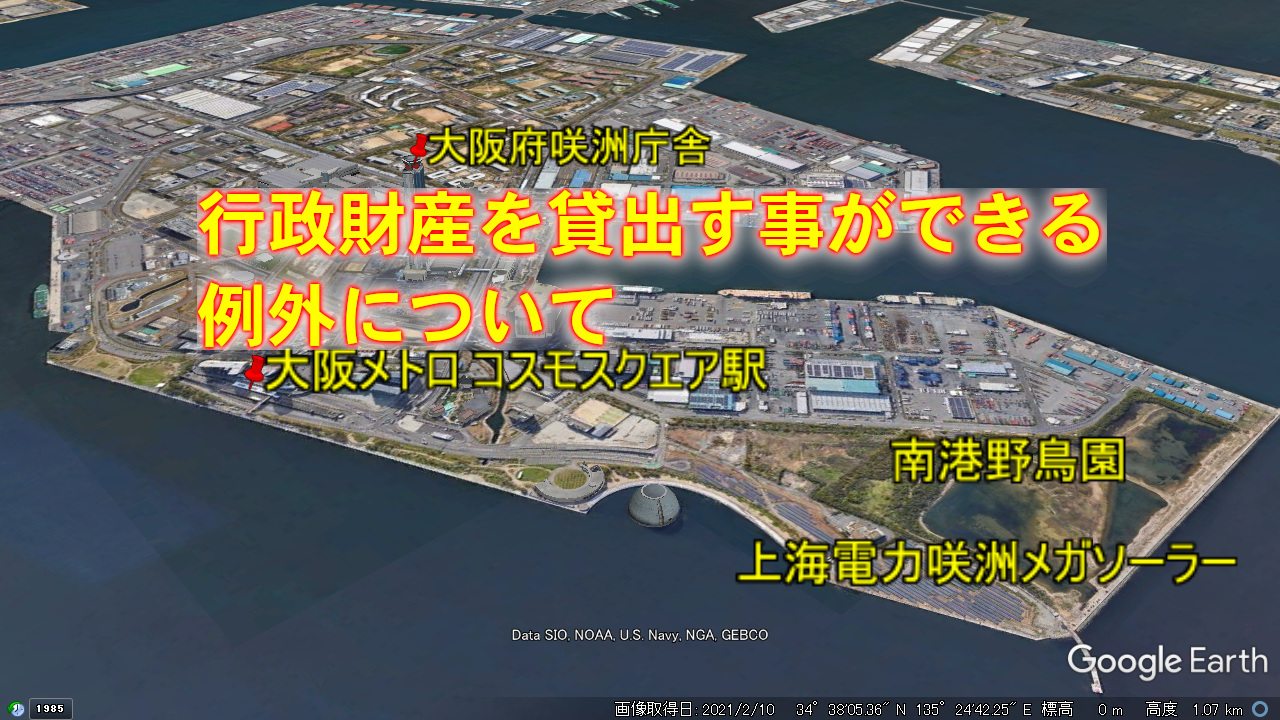 大阪府咲洲庁舎
行政財産を貸出す事ができる
例外について
大阪メトロ コスモスクエア駅
南港野鳥園
上海電力咲洲メガソーラー
Data SIO, NOAA, U.S. Navy, NGA, GEBCO
Google Earth
1985
画像取得日: 2021/2/10 34° 38'05.36" N 135° 24'42.25" E 標高 0 m 高度 1.07 km